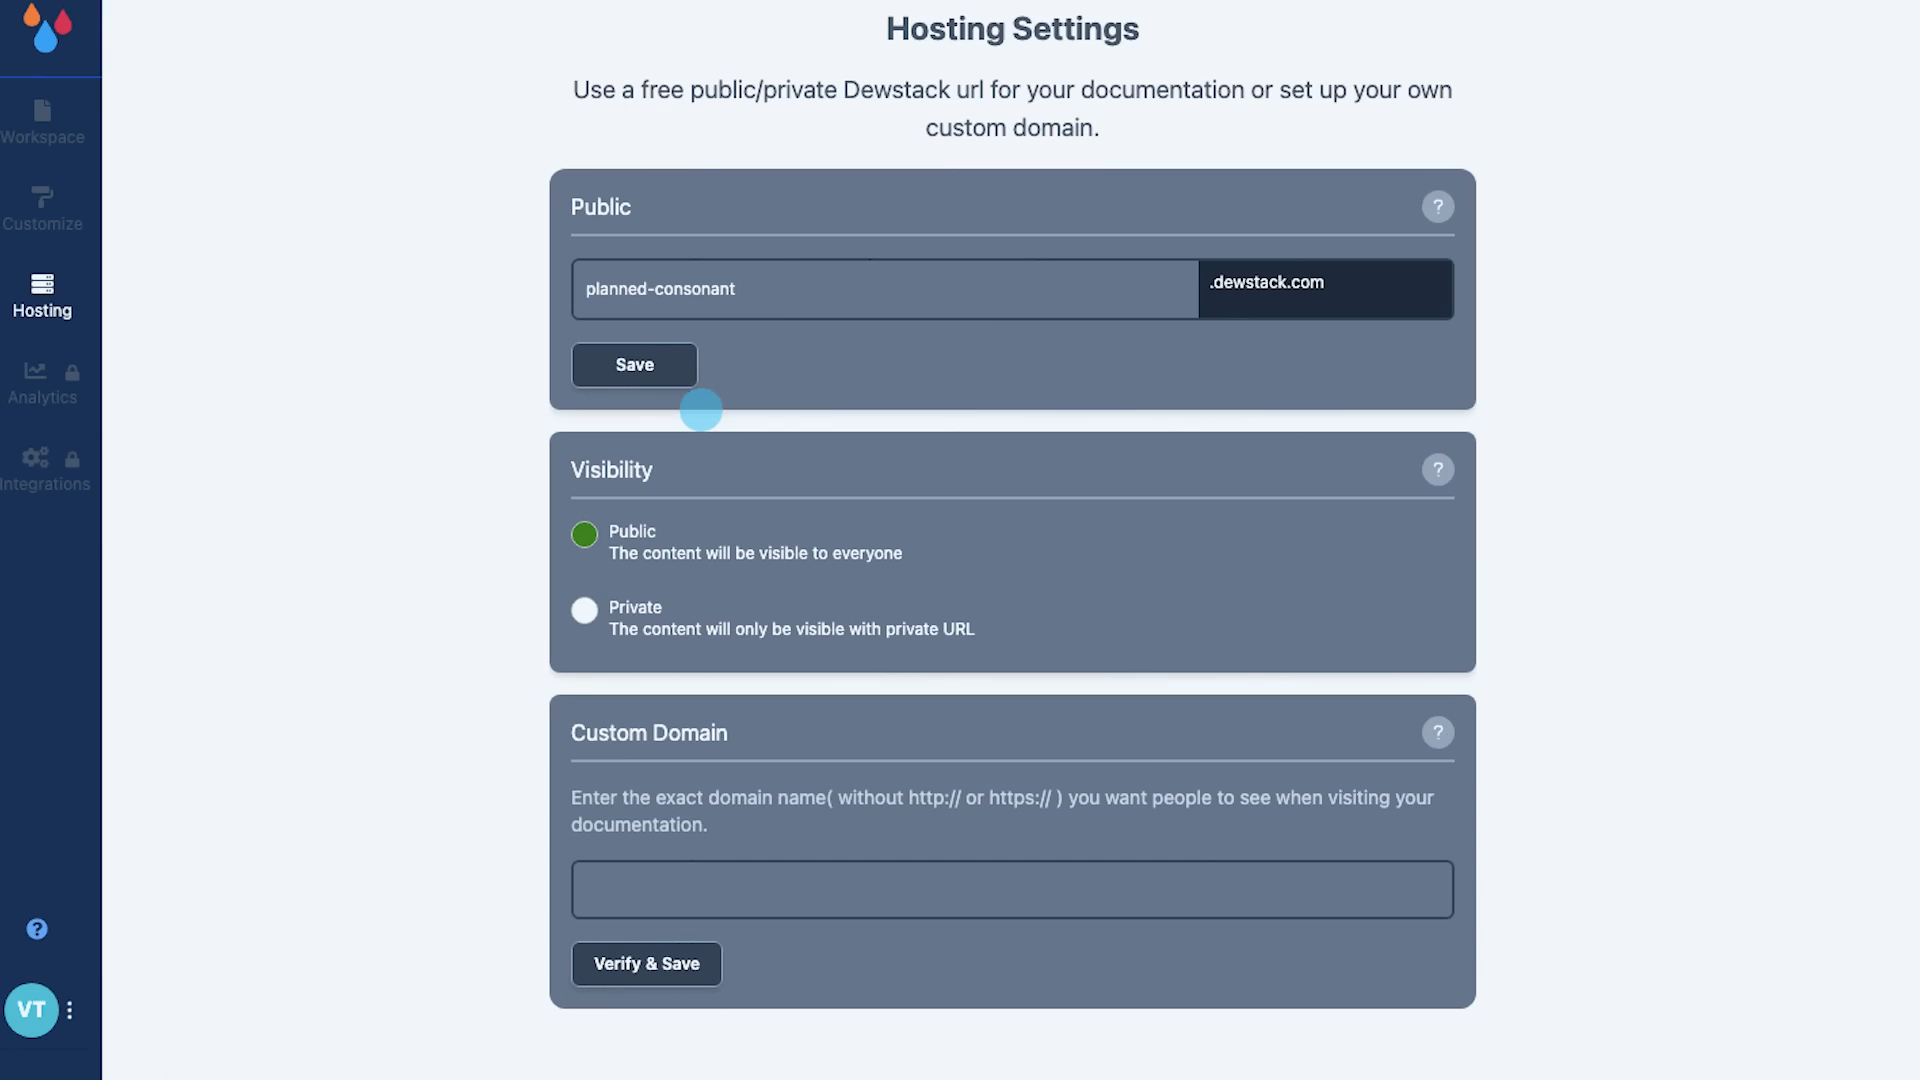 Hosting Settings
Use a free public/private Dewstack url for your documentation or set up your own
custom domain.
Workspace
Customize
Hosting
Analytics
Integrations
?
VT
Public
?
planned-consonant
.dewstack.com
Save
Visibility
?
Public
The content will be visible to everyone
Private
The content will only be visible with private URL
Custom Domain
?
Enter the exact domain name( without http:// or https:// ) you want people to see when visiting your
documentation.
Verify & Save